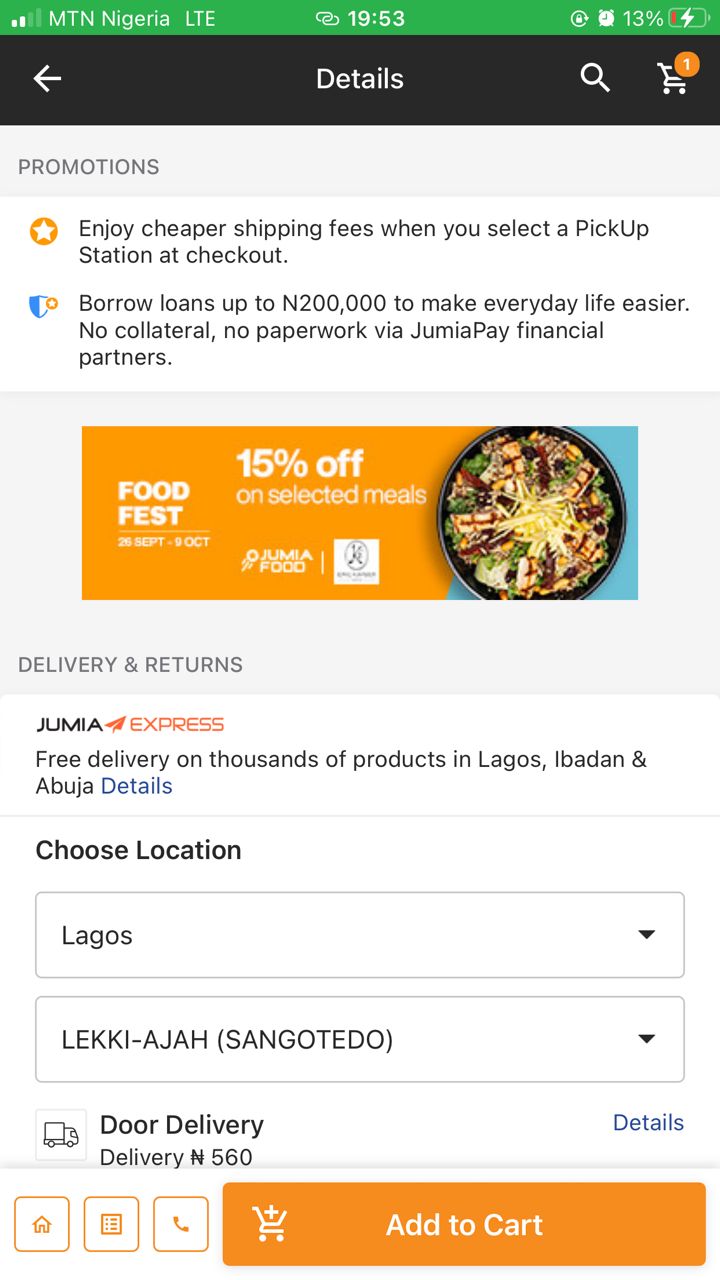 MTN Nigeria LTE 19:53 13%
Details
1
PROMOTIONS
Enjoy cheaper shipping fees when you select a PickUp
Station at checkout.
Borrow loans up to N200,000 to make everyday life easier.
No collateral, no paperwork via JumiaPay financial
partners.
15% off
on selected meals
FOOD
FEST
26 SEPT - 9 OCT
JUMIA
FOOD
DELIVERY & RETURNS
JUMIA EXPRESS
Free delivery on thousands of products in Lagos, Ibadan &
Abuja Details
Choose Location
Lagos
LEKKI-AJAH (SANGOTEDO)
Door Delivery
Details
Delivery ₦ 560
Add to Cart